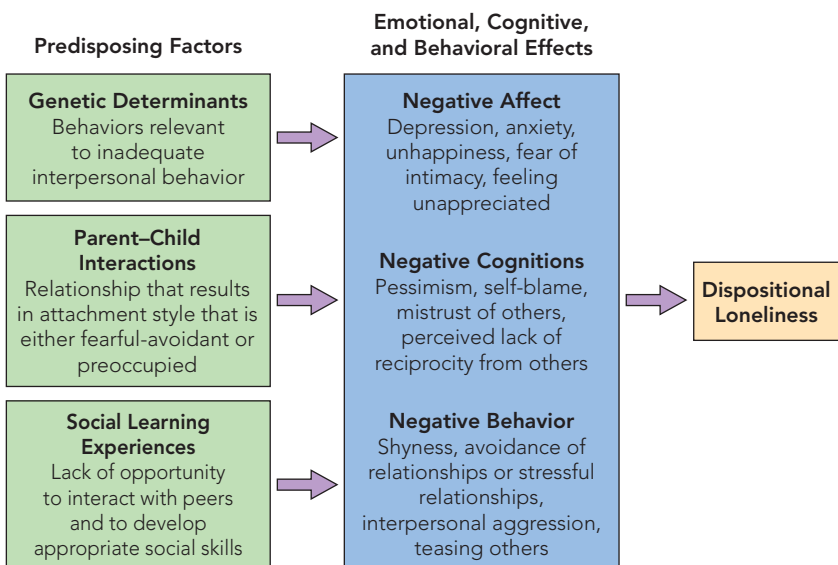 Predisposing Factors
Emotional, Cognitive,
and Behavioral Effects
Genetic Determinants
Behaviors relevant
to inadequate
interpersonal behavior
Parent–Child
Interactions
Relationship that results
in attachment style that is
either fearful-avoidant or
preoccupied
Social Learning
Experiences
Lack of opportunity
to interact with peers
and to develop
appropriate social skills
Negative Affect
Depression, anxiety,
unhappiness, fear of
intimacy, feeling
unappreciated
Negative Cognitions
Pessimism, self-blame,
mistrust of others,
perceived lack of
reciprocity from others
Negative Behavior
Shyness, avoidance of
relationships or stressful
relationships,
interpersonal aggression,
teasing others
Dispositional
Loneliness